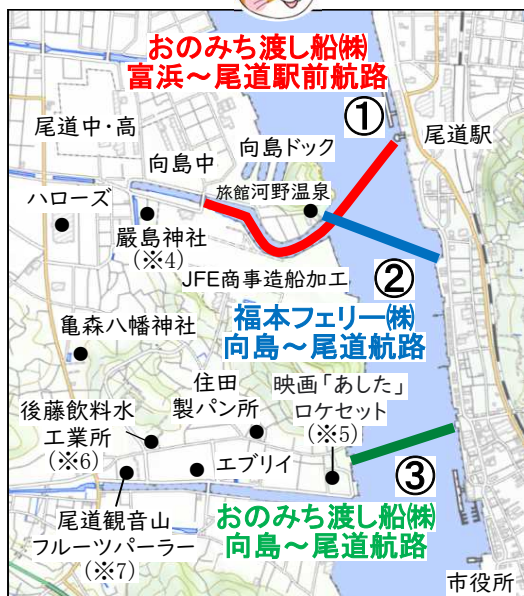 おのみち渡し船㈱
富浜～尾道駅前航路
①
尾道中・高
向島ドック
尾道駅
向島中
旅館河野温泉
ハローズ
嚴島神社
(※4)
JFE商事造船加工
②
福本フェリー㈱
向島～尾道航路
亀森八幡神社
住田
製パン所
映画「あした」
ロケセット
(※5)
後藤飲料水
工業所
(※6)
エブリイ
③
尾道観音山
フルーツパーラー
(※7)
おのみち渡し船㈱
向島～尾道航路
市役所